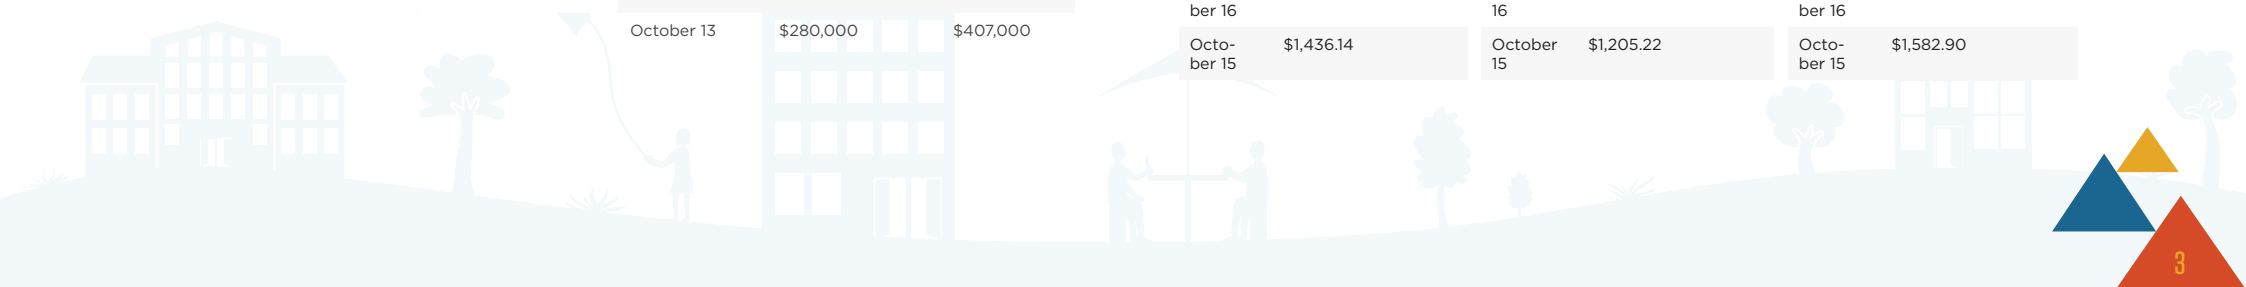 October 13 $280,000 $407,000
ber 16
Octo- $1,436.14
ber 15
16
October $1,205.22
15
ber 16
Octo- $1,582.90
ber 15
3